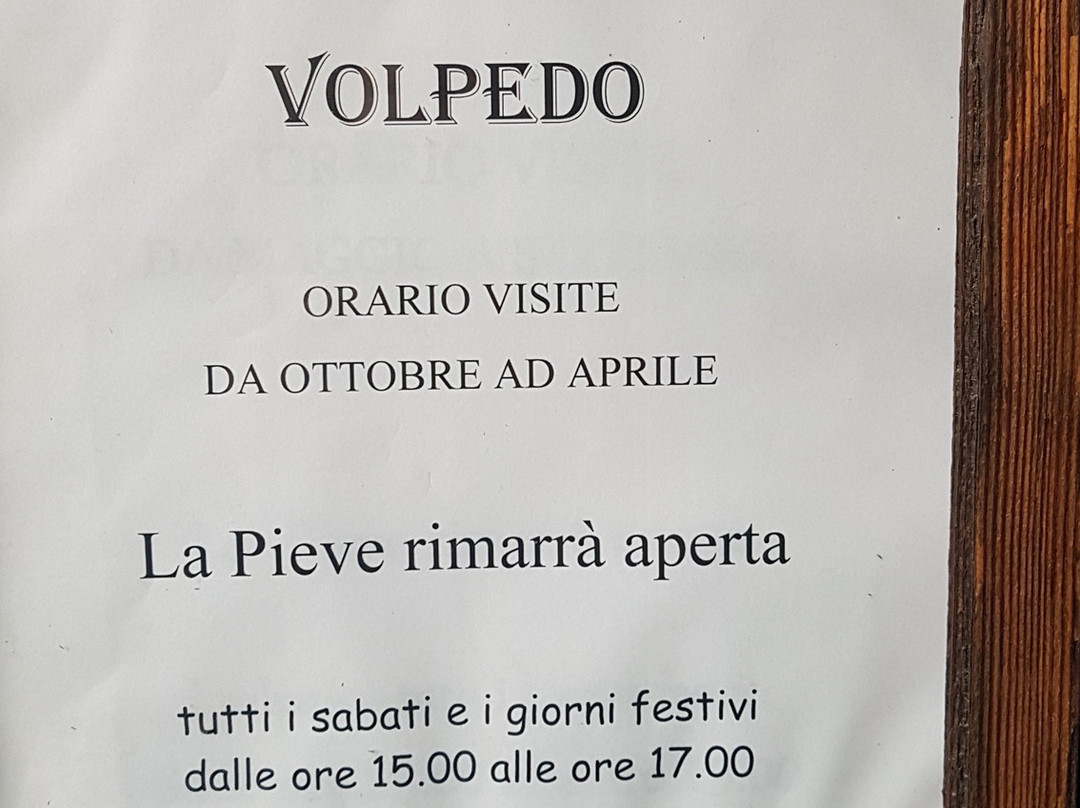 VOLPEDO
ORARIO VISITE
DA OTTOBRE AD APRILE
La Pieve rimarrà aperta
tutti i sabati e i giorni festivi
dalle ore 15.00 alle ore 17.00